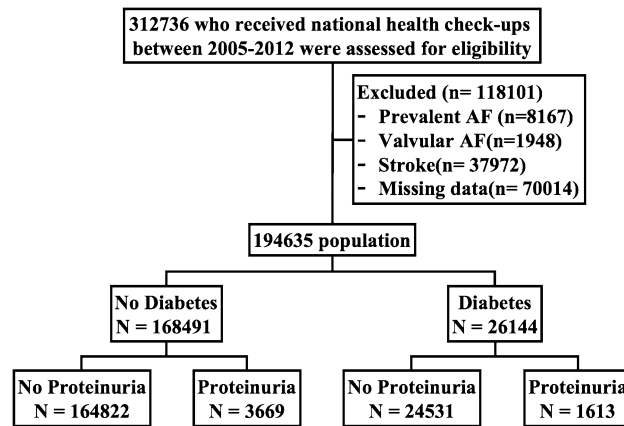 312736 who received national health check-ups
between 2005-2012 were assessed for eligibility
Excluded (n= 118101)
- Prevalent AF (n=8167)
- Valvular AF(n=1948)
- Stroke(n= 37972)
- Missing data(n= 70014)
194635 population
No Diabetes
N = 168491
Diabetes
N = 26144
No Proteinuria
N = 164822
Proteinuria
N = 3669
No Proteinuria
N = 24531
Proteinuria
N = 1613